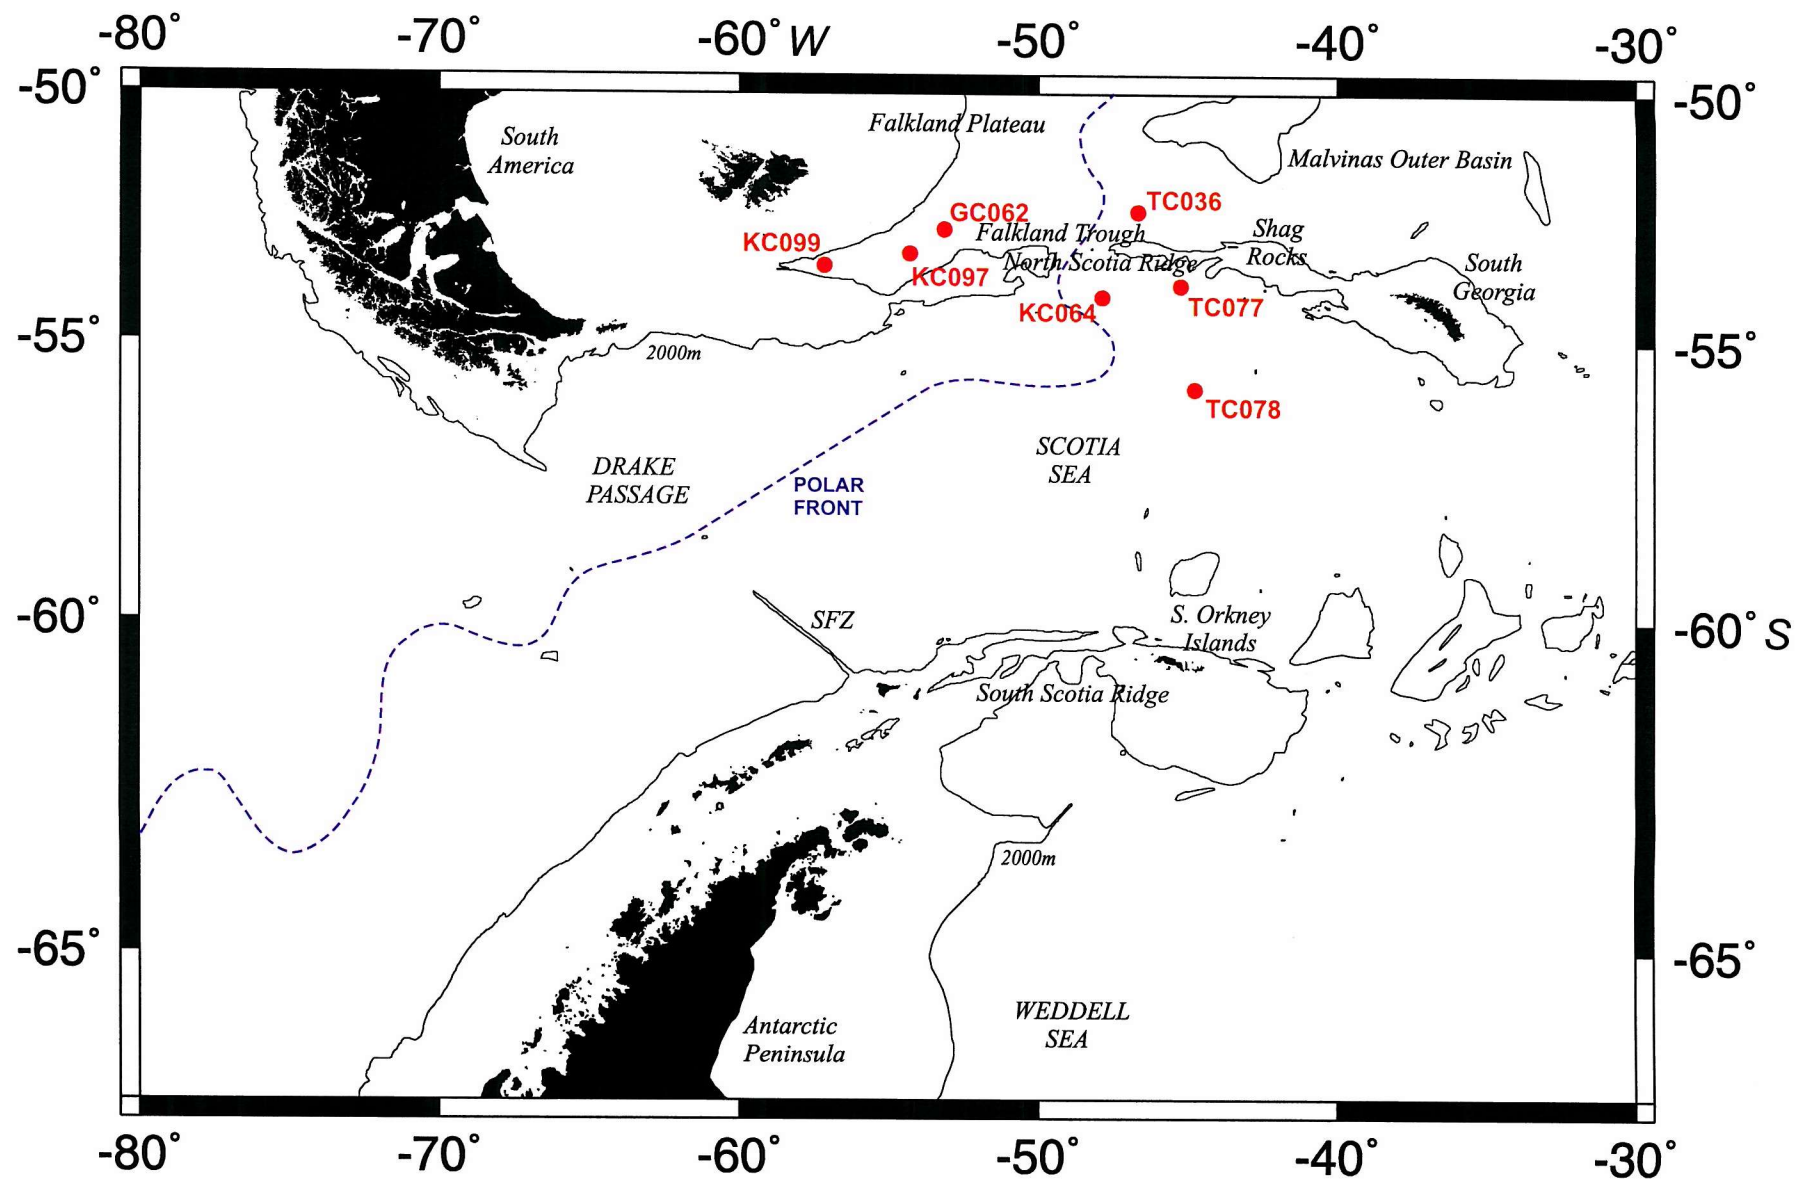 -80°
-70°
-60° W
-50°
-40°
-30°
-50°
-50°
South
America
Falkland Plateau
Malvinas Outer Basin
TC036
GC062
Falkland Trough
Shag
Rocks
KC099
KC097
North Scotia Ridge
South
Georgia
KC064
TC077
-55°
-55°
2000m
TC078
SCOTIA
SEA
DRAKE
PASSAGE
POLAR
FRONT
-60°
-60° S
SFZ
S. Orkney
Islands
South Scotia Ridge
2000m
-65°
-65°
WEDDELL
SEA
Antarctic
Peninsula
-80°
-70°
-60°
-50°
-40°
-30°